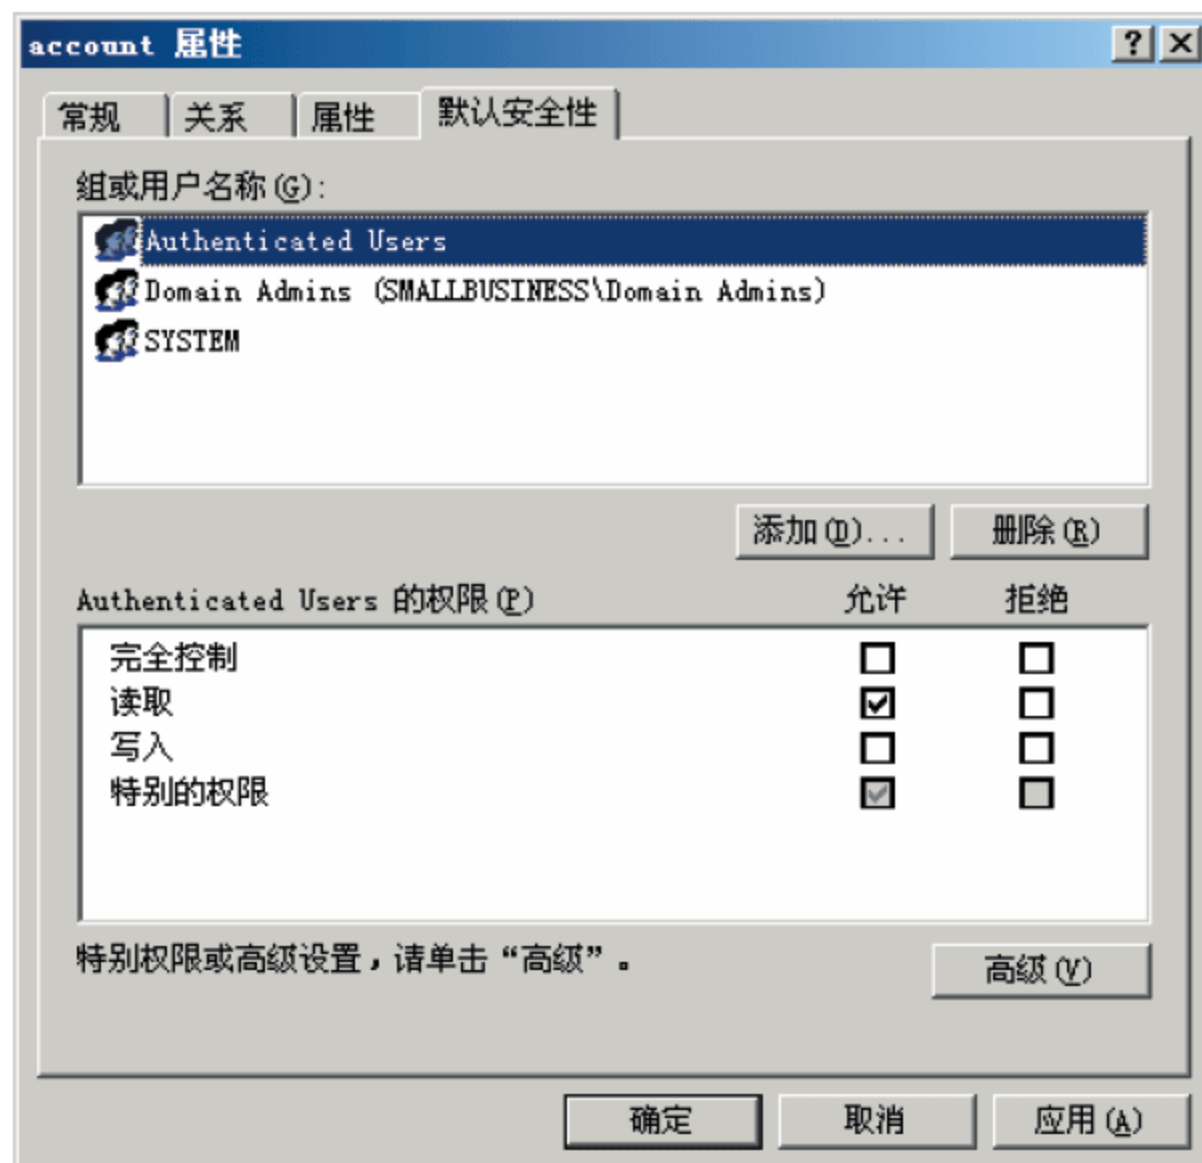 account 属性
常规 关系 属性 默认安全性
组或用户名称(G):
Authenticated Users
Domain Admins (SMALLBUSINESS\Domain Admins)
SYSTEM
添加(D)... 删除(R)
Authenticated Users 的权限(P) 允许 拒绝
完全控制
读取
写入
特别的权限
特别权限或高级设置，请单击“高级”。
高级(V)
确定 取消 应用(A)